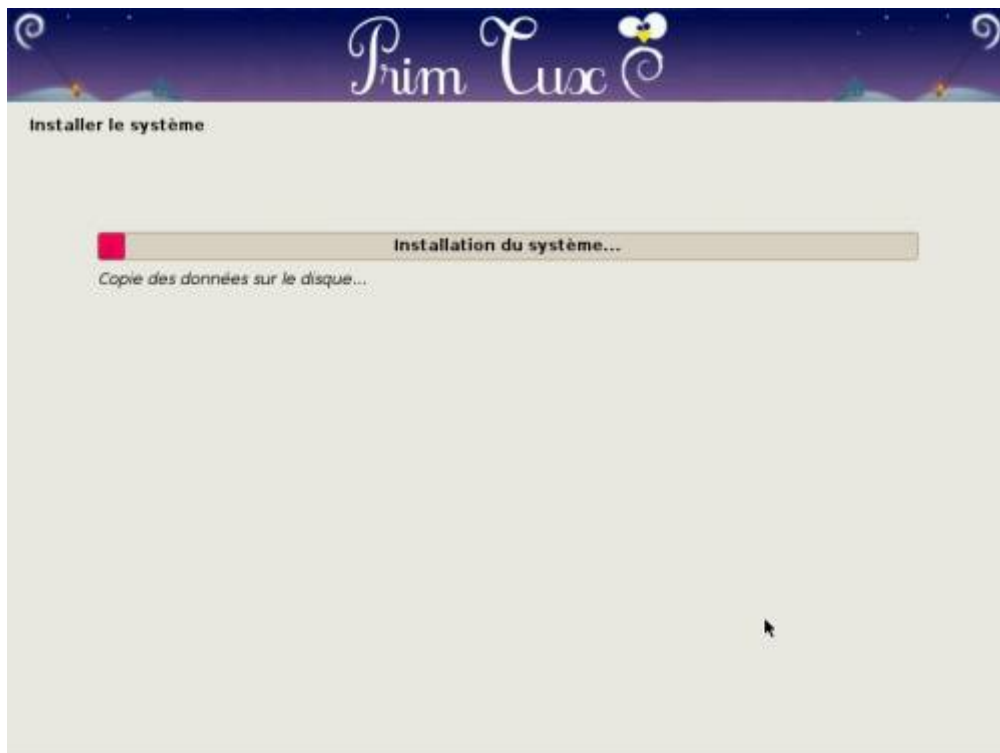 Prim Tux
Installer le système
Installation du système...
Copie des données sur le disque...